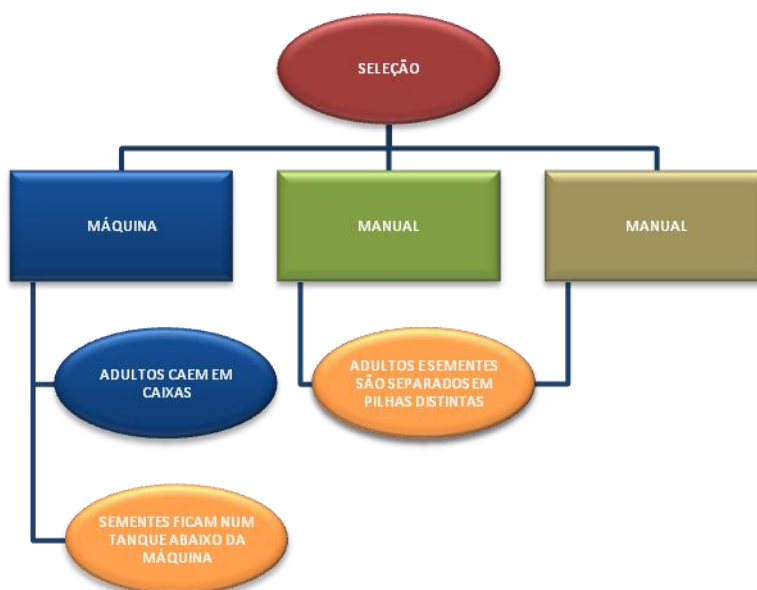 SELEÇÃO
MÁQUINA
MANUAL
MANUAL
ADULTOS CAEM EM
CAIXAS
ADULTOS E SEMENTES
SÃO SEPARADOS EM
PILHAS DISTINTAS
SEMENTES FICAM NUM
TANQUE ABAIXO DA
MÁQUINA